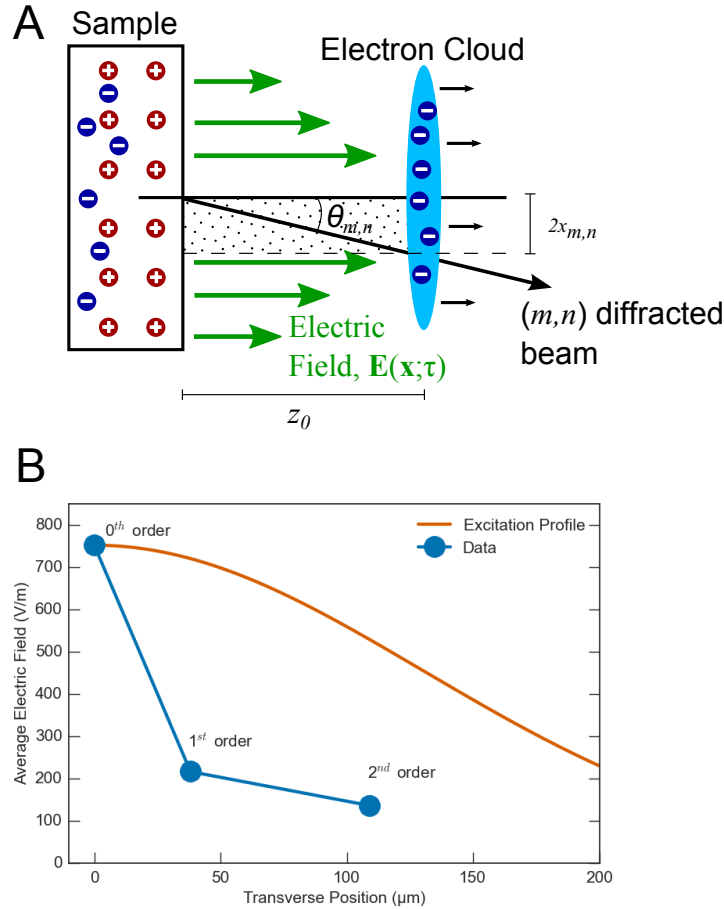 A
Sample
Electron Cloud
θm,n
2xm,n
(m,n) diffracted
beam
Electric
Field, E(x;τ)
z0
B
Average Electric Field (V/m)
800
700
600
500
400
300
200
100
0
0th order
1st order
2nd order
Excitation Profile
Data
0
50
100
150
200
Transverse Position (μm)